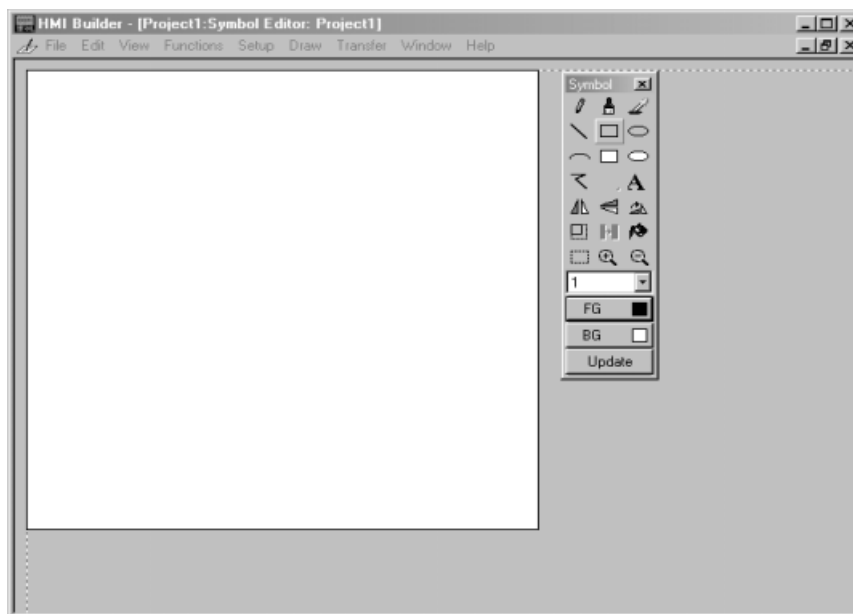 HMI Builder - [Project1:Symbol Editor: Project1]
File Edit View Functions Setup Draw Transfer Window Help
Symbol
A
1
FG
BG
Update